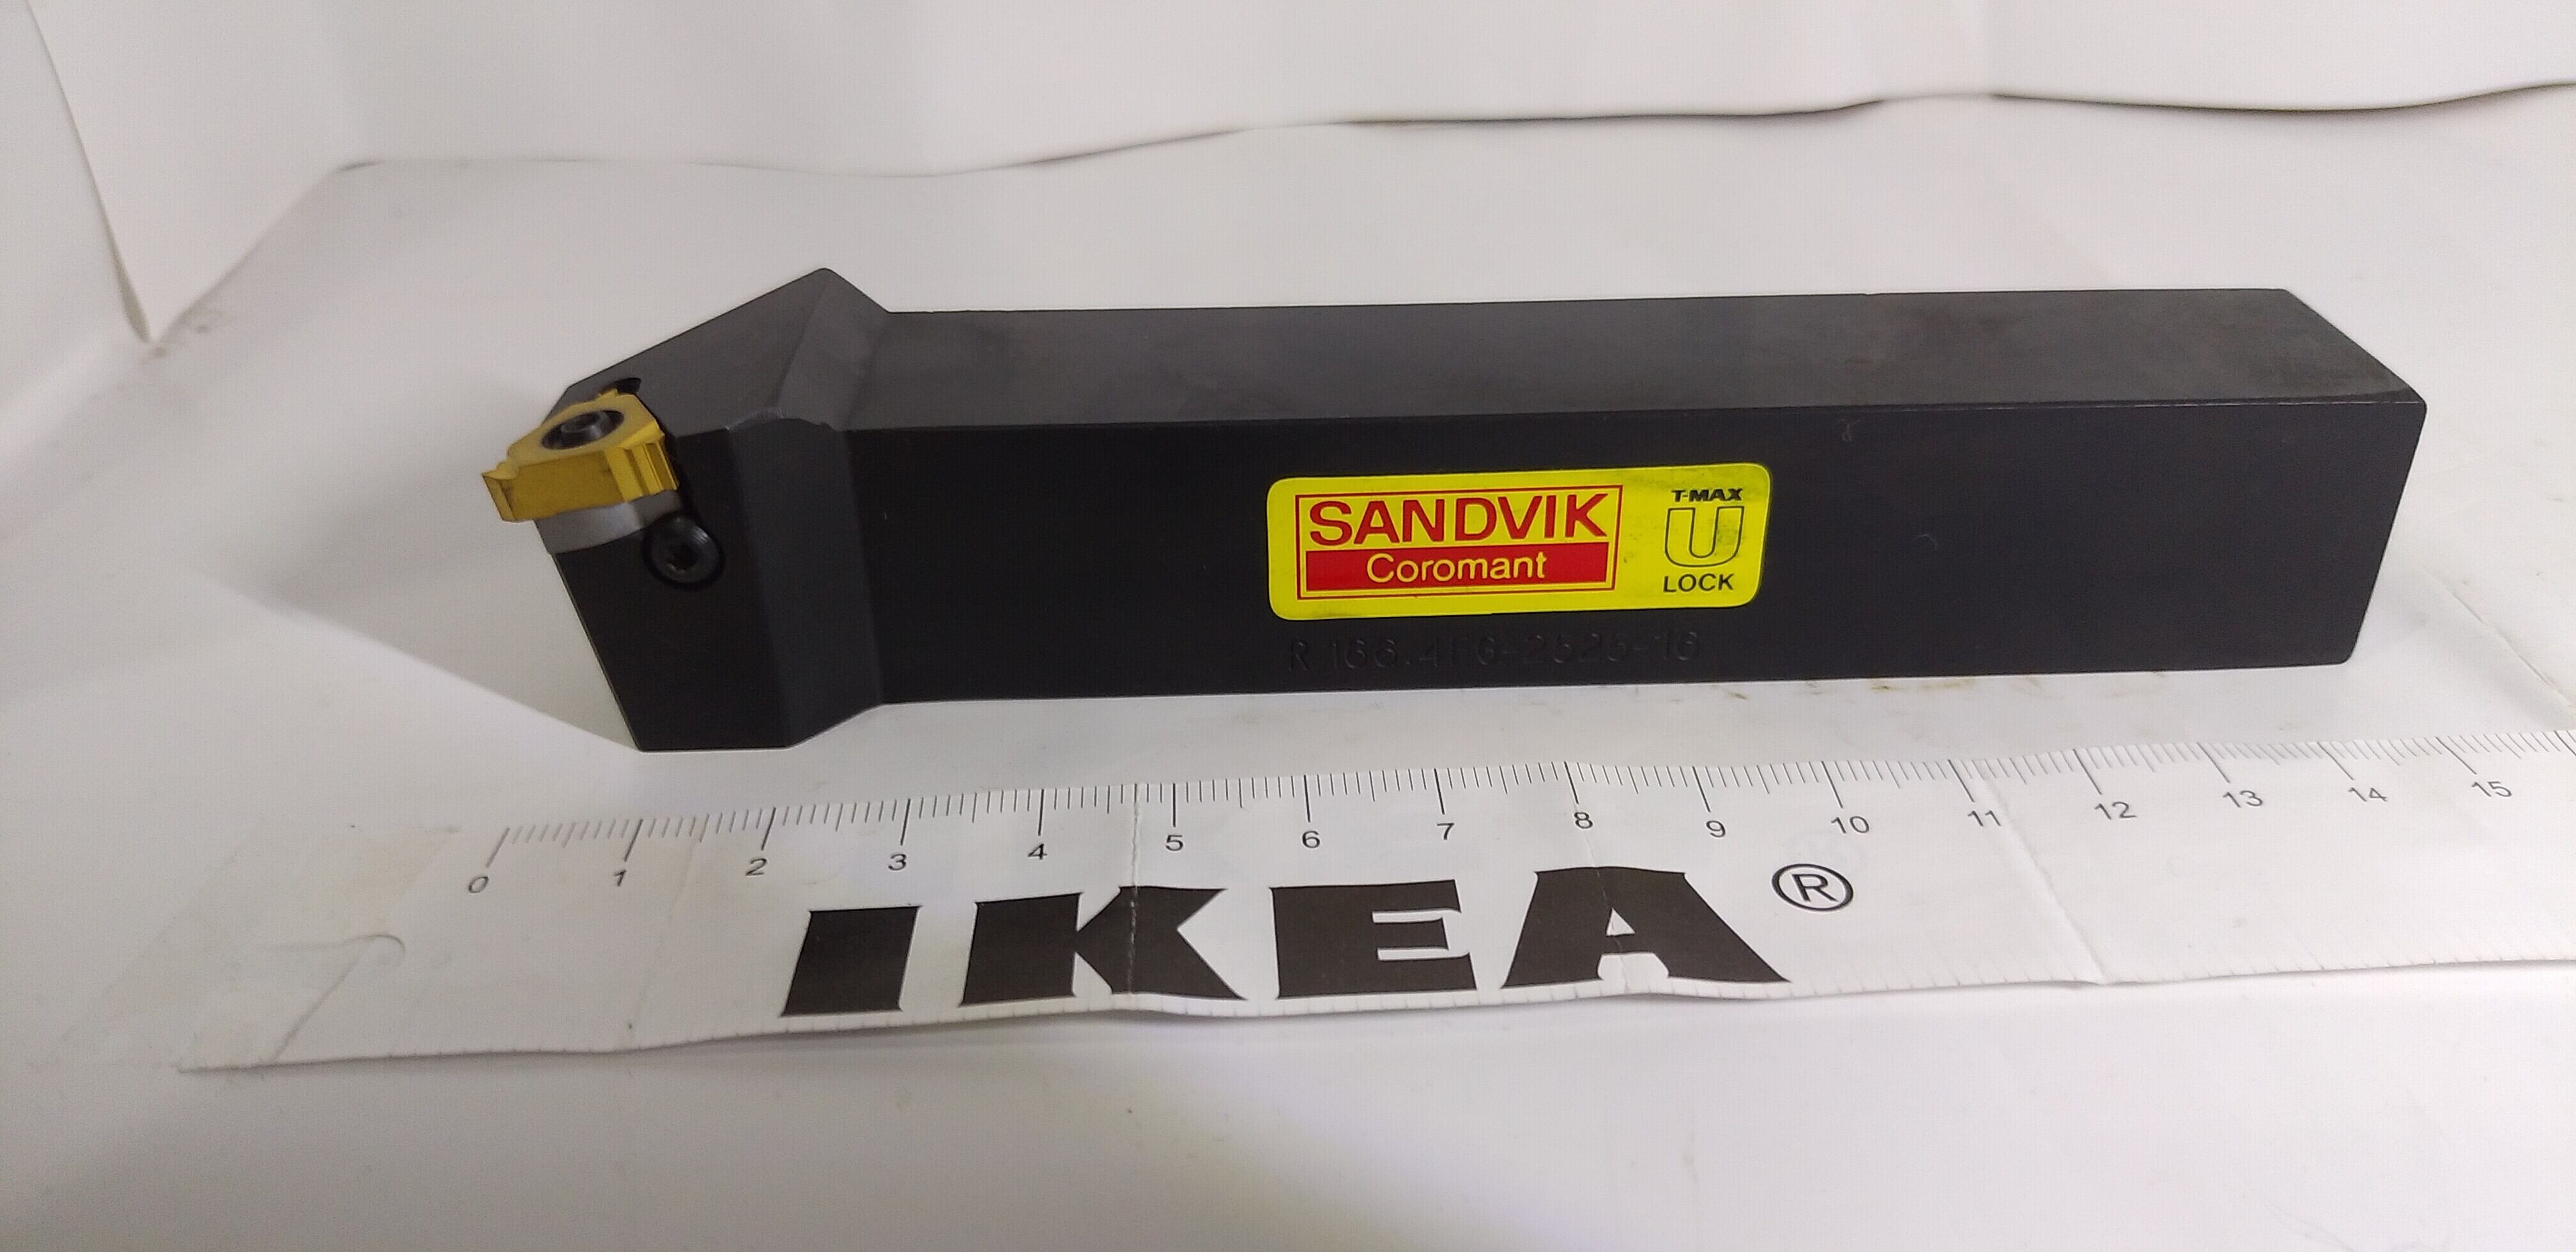 SANDVIK
Coromant
T-MAX
U
LOCK
R 166.4FG-2525-16
0 1 2 3 4 5 6 7 8 9 10 11 12 13 14 15
IKEA®